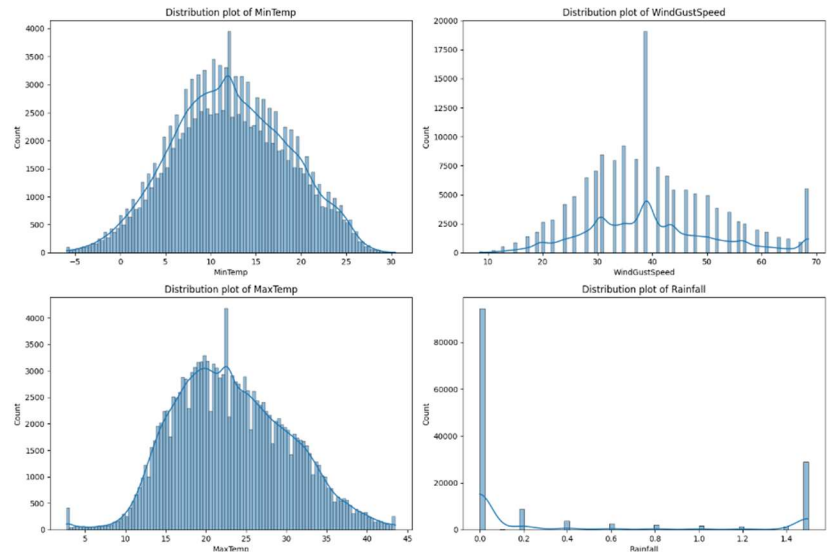 Distribution plot of MinTemp
4000
3500
3000
2500
2000
1500
1000
500
0
Count
−5 0 5 10 15 20 25 30
MinTemp
Distribution plot of WindGustSpeed
20000
17500
15000
12500
10000
7500
5000
2500
0
Count
10 20 30 40 50 60 70
WindGustSpeed
Distribution plot of MaxTemp
4000
3500
3000
2500
2000
1500
1000
500
0
Count
5 10 15 20 25 30 35 40 45
MaxTemp
Distribution plot of Rainfall
80000
60000
40000
20000
0
Count
0.0 0.2 0.4 0.6 0.8 1.0 1.2 1.4
Rainfall